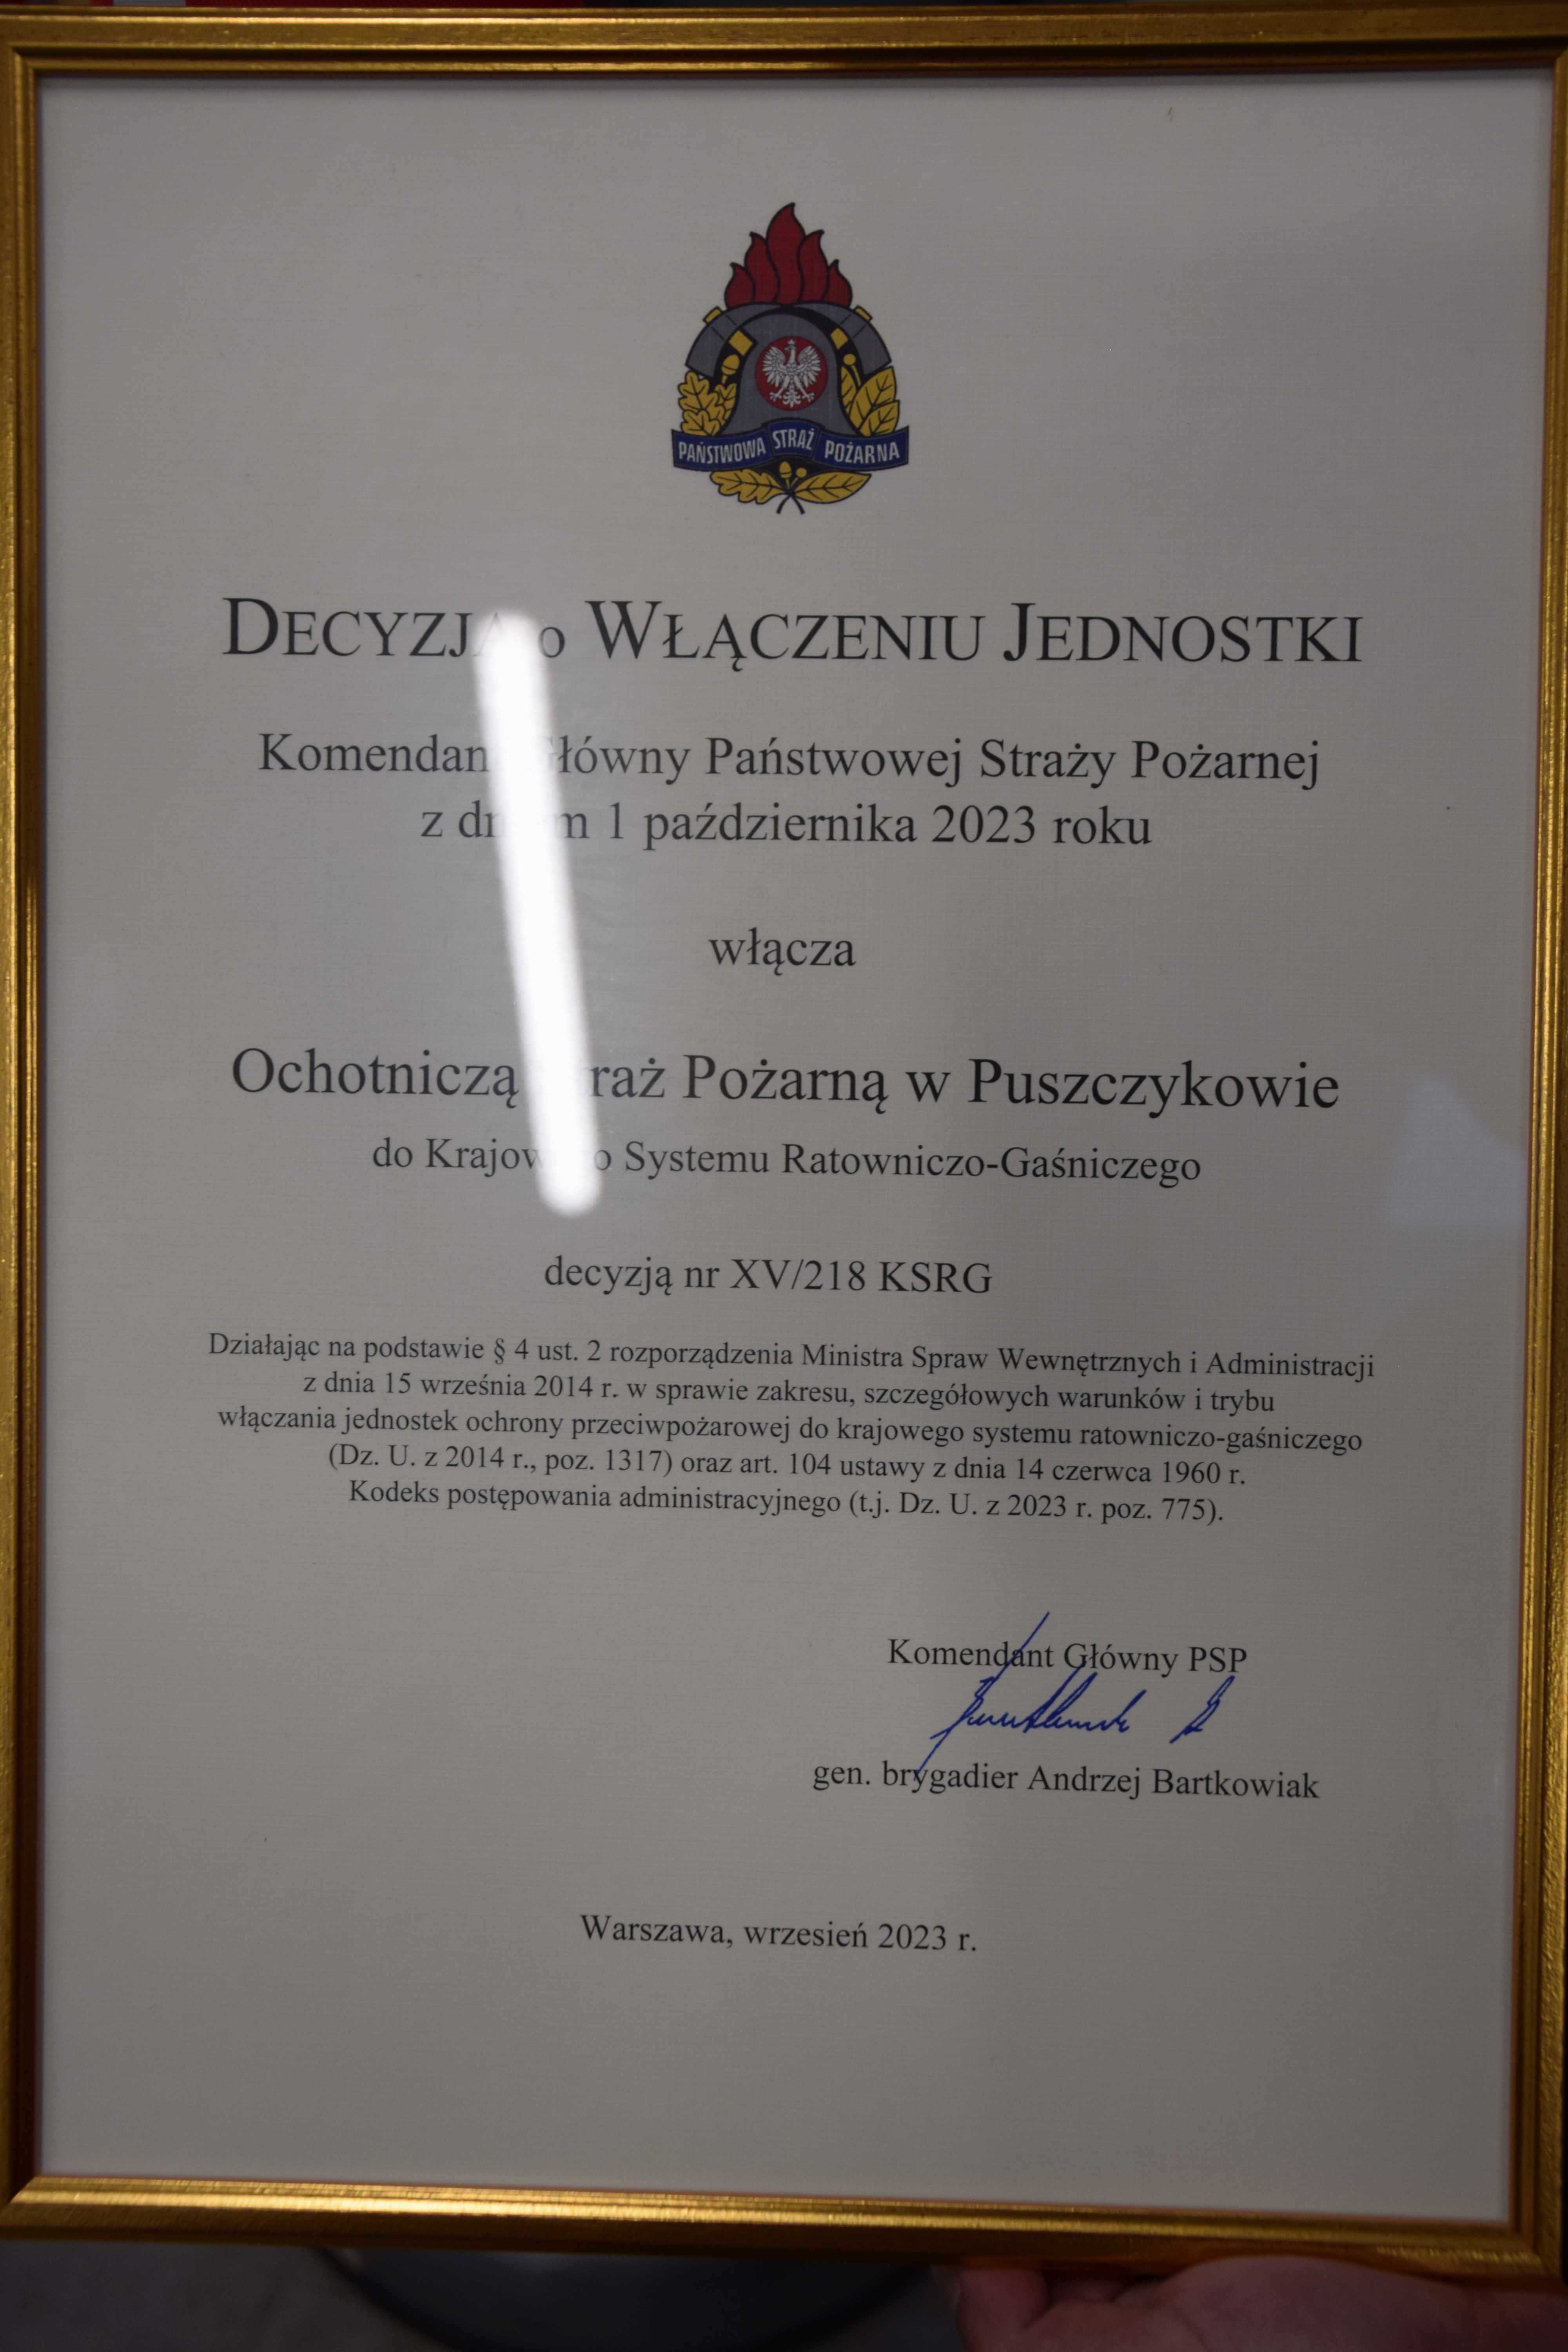 PAŃSTWOWA STRAŻ POŻARNA
DECYZJA o WŁĄCZENIU JEDNOSTKI
Komendant Główny Państwowej Straży Pożarnej
z dniem 1 października 2023 roku
włącza
Ochotniczą Straż Pożarną w Puszczykowie
do Krajowego Systemu Ratowniczo-Gaśniczego
decyzją nr XV/218 KSRG
Działając na podstawie § 4 ust. 2 rozporządzenia Ministra Spraw Wewnętrznych i Administracji
z dnia 15 września 2014 r. w sprawie zakresu, szczegółowych warunków i trybu
włączania jednostek ochrony przeciwpożarowej do krajowego systemu ratowniczo-gaśniczego
(Dz. U. z 2014 r., poz. 1317) oraz art. 104 ustawy z dnia 14 czerwca 1960 r.
Kodeks postępowania administracyjnego (t.j. Dz. U. z 2023 r. poz. 775).
Komendant Główny PSP
gen. brygadier Andrzej Bartkowiak
Warszawa, wrzesień 2023 r.